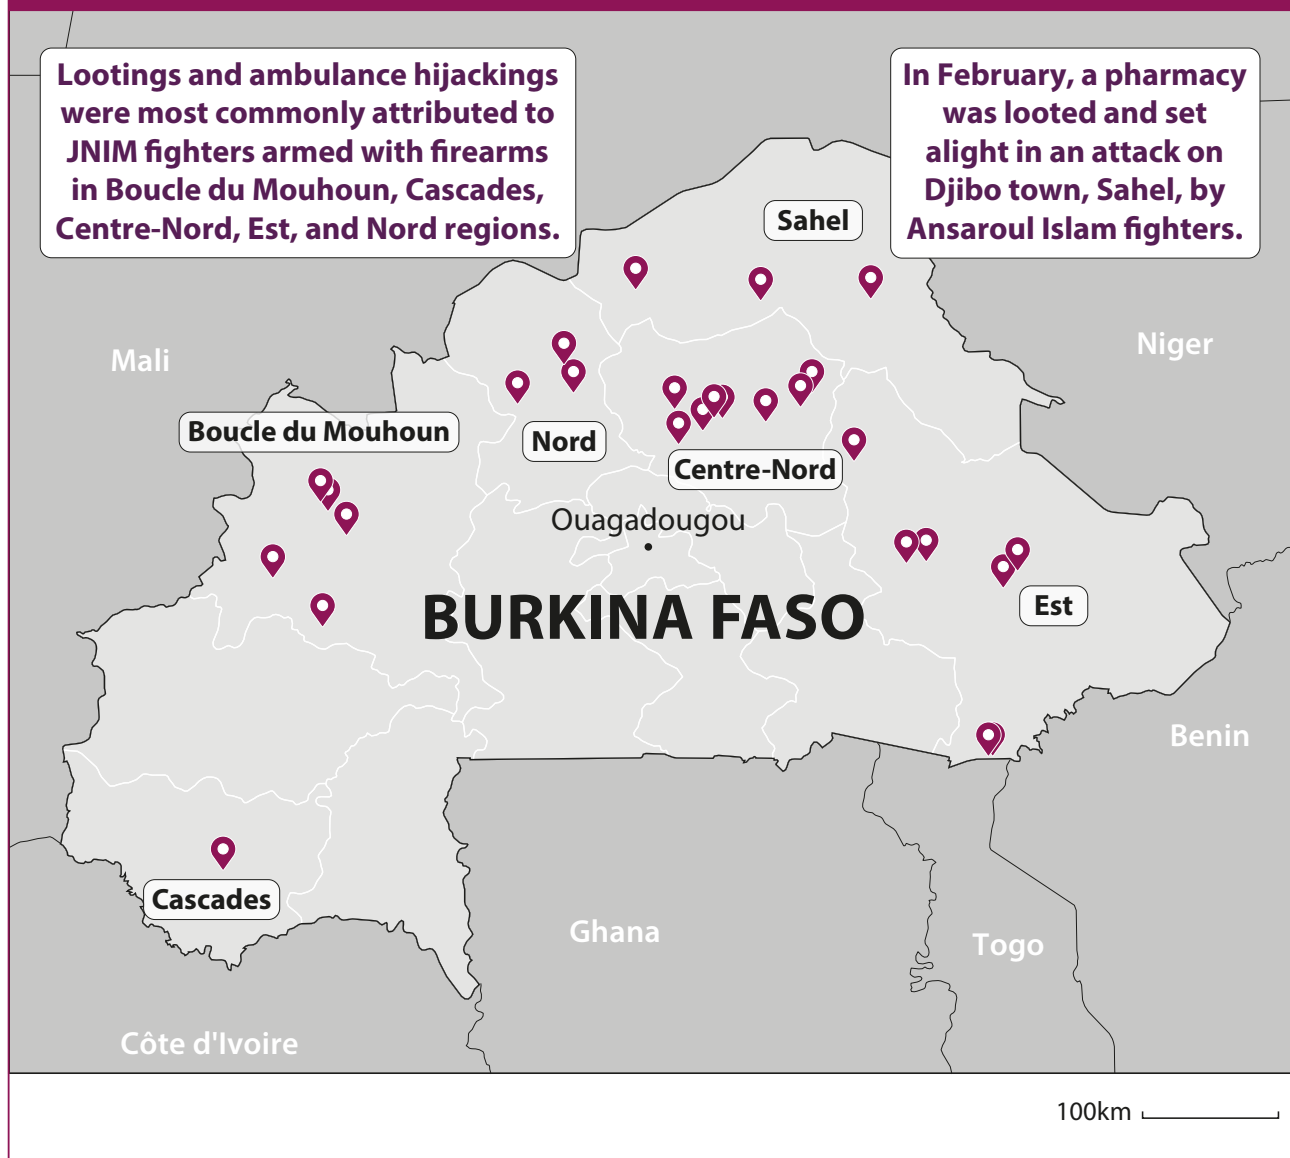 Lootings and ambulance hijackings
were most commonly attributed to
JNIM fighters armed with firearms
in Boucle du Mouhoun, Cascades,
Centre-Nord, Est, and Nord regions.
In February, a pharmacy
was looted and set
alight in an attack on
Djibo town, Sahel, by
Ansaroul Islam fighters.
Sahel
Mali
Niger
Boucle du Mouhoun
Nord
Centre-Nord
Ouagadougou
BURKINA FASO
Est
Benin
Cascades
Ghana
Togo
Côte d'Ivoire
100km